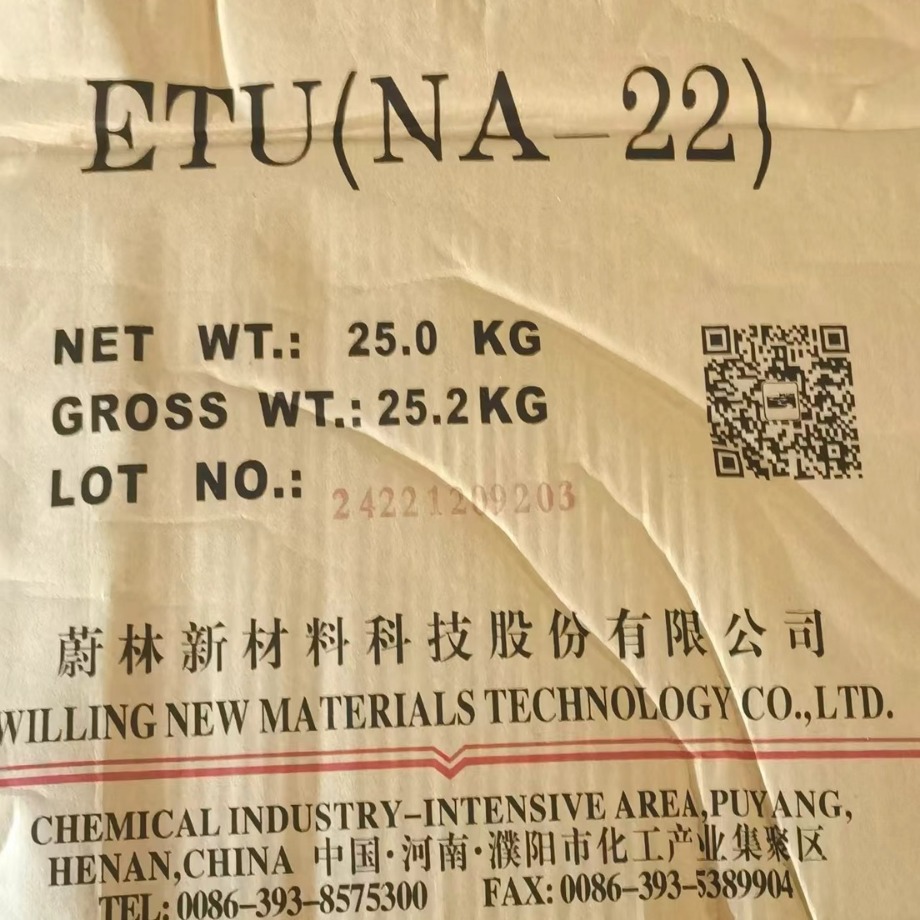 ETU(NA-22)
NET WT.: 25.0 KG
GROSS WT.: 25.2KG
LOT NO.: 24221209203
蔚林新材料科技股份有限公司
WILLING NEW MATERIALS TECHNOLOGY CO.,LTD.
CHEMICAL INDUSTRY-INTENSIVE AREA,PUYANG,
HENAN,CHINA 中国·河南·濮阳市化工产业集聚区
TEL: 0086-393-8575300 FAX: 0086-393-5389904